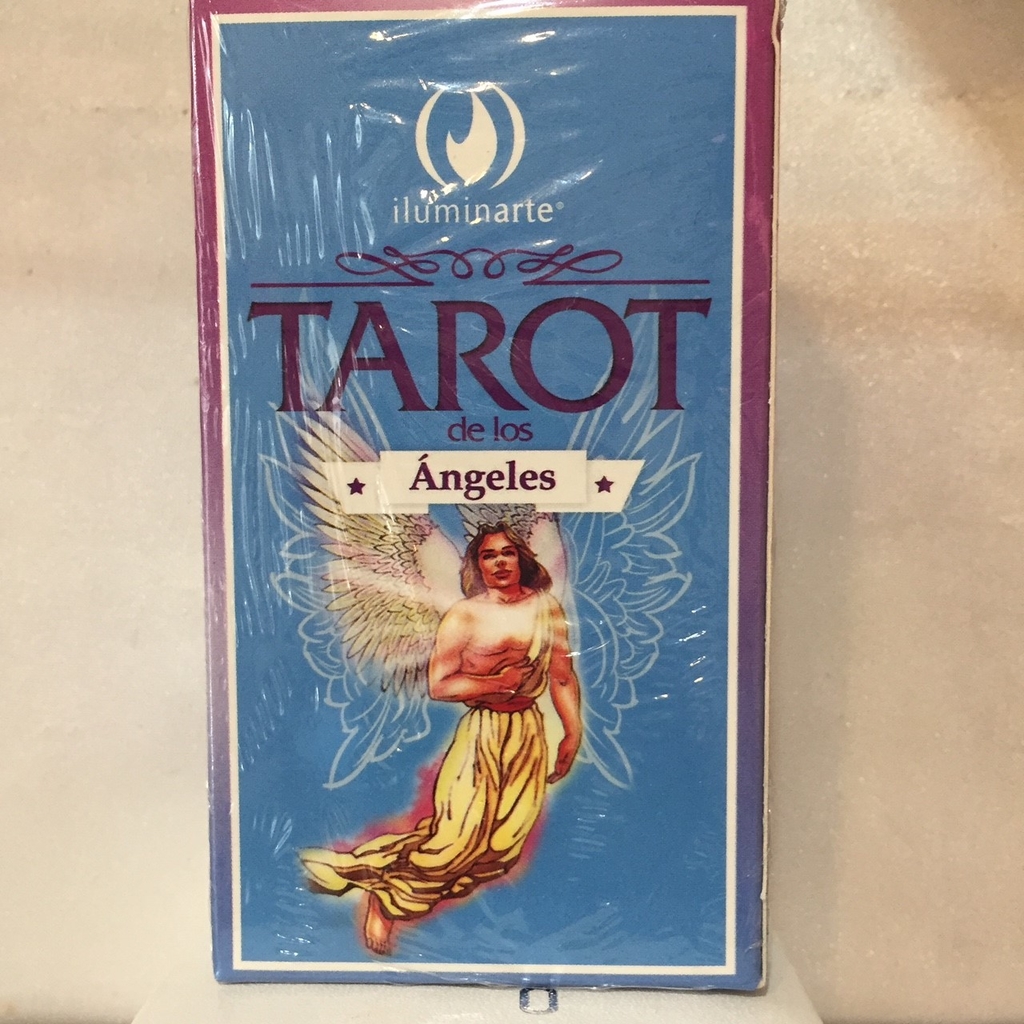 iluminarte®
TAROT
de los
Ángeles